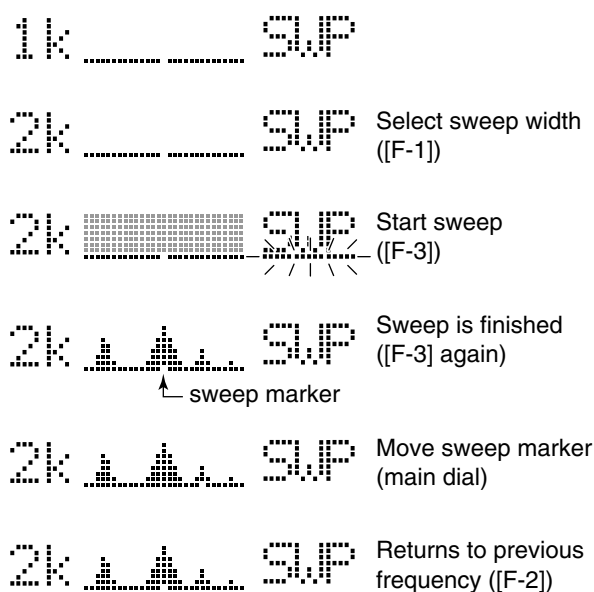 1k SWP
2k SWP Select sweep width
([F-1])
2k SWP Start sweep
([F-3])
2k SWP Sweep is finished
([F-3] again)
sweep marker
2k SWP Move sweep marker
(main dial)
2k SWP Returns to previous
frequency ([F-2])